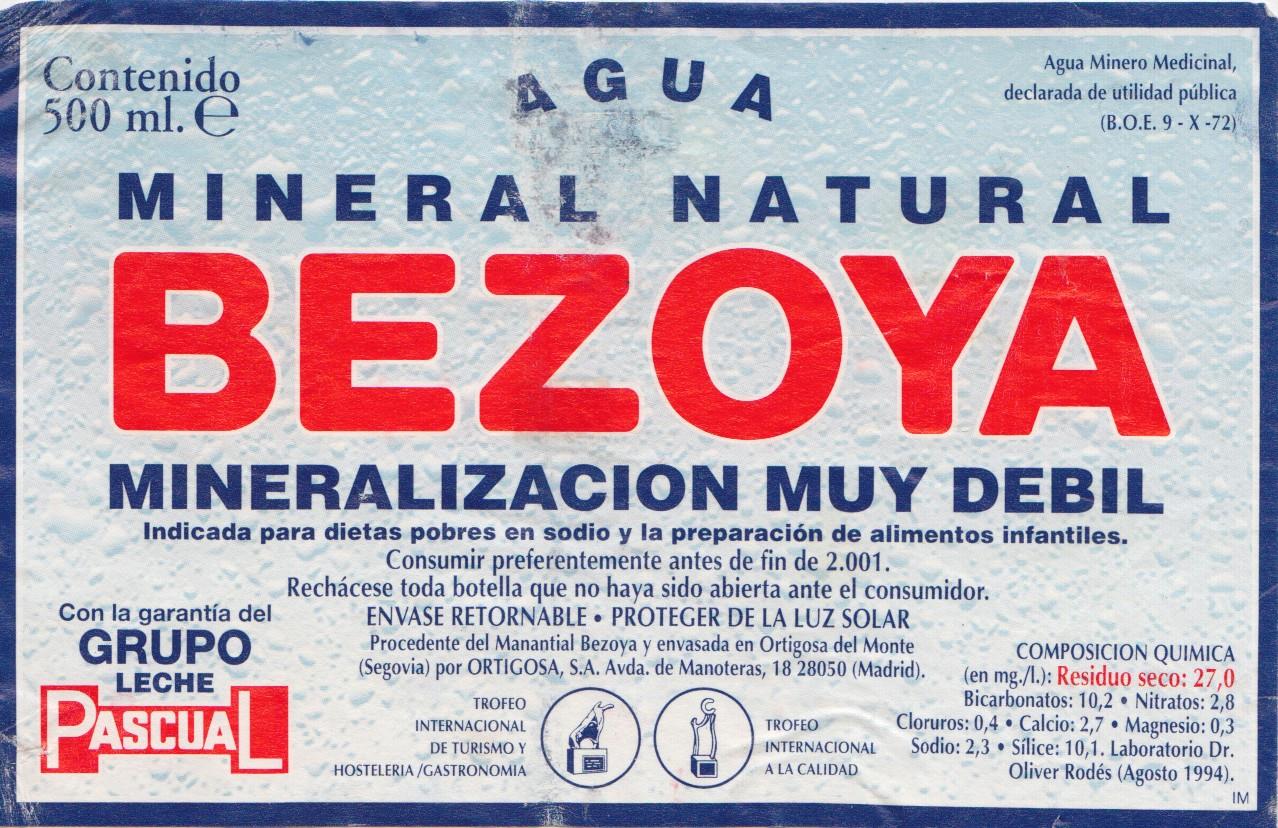 Contenido
500 ml. ℮
AGUA
Agua Minero Medicinal,
declarada de utilidad pública
(B.O.E. 9 - X -72)
MINERAL NATURAL
BEZOYA
MINERALIZACION MUY DEBIL
Indicada para dietas pobres en sodio y la preparación de alimentos infantiles.
Consumir preferentemente antes de fin de 2.001.
Rechácese toda botella que no haya sido abierta ante el consumidor.
ENVASE RETORNABLE • PROTEGER DE LA LUZ SOLAR
Procedente del Manantial Bezoya y envasada en Ortigosa del Monte
(Segovia) por ORTIGOSA, S.A. Avda. de Manoteras, 18 28050 (Madrid).
Con la garantía del
GRUPO
LECHE
PASCUAL
TROFEO
INTERNACIONAL
DE TURISMO Y
HOSTELERIA /GASTRONOMIA
TROFEO
INTERNACIONAL
A LA CALIDAD
COMPOSICION QUIMICA
(en mg./l.): Residuo seco: 27,0
Bicarbonatos: 10,2 • Nitratos: 2,8
Cloruros: 0,4 • Calcio: 2,7 • Magnesio: 0,3
Sodio: 2,3 • Sílice: 10,1. Laboratorio Dr.
Oliver Rodés (Agosto 1994).
IM